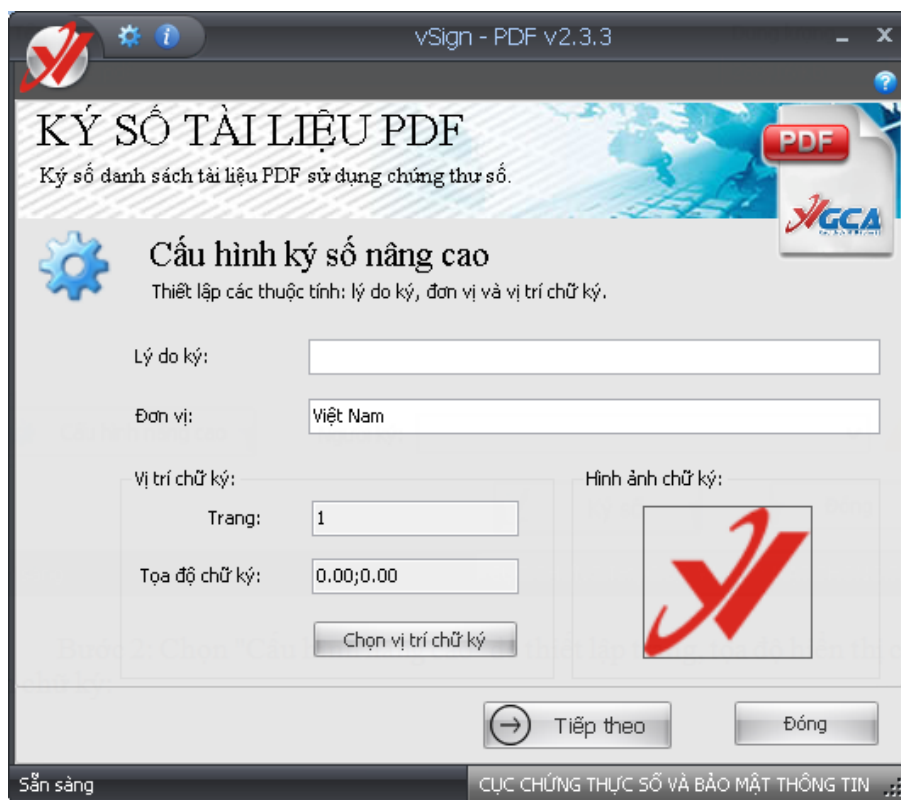 vSign - PDF v2.3.3
KÝ SỐ TÀI LIỆU PDF
Ký số danh sách tài liệu PDF sử dụng chứng thư số.
PDF
GCA
Cấu hình ký số nâng cao
Thiết lập các thuộc tính: lý do ký, đơn vị và vị trí chữ ký.
Lý do ký:
Đơn vị: Việt Nam
Vị trí chữ ký:
Trang: 1
Tọa độ chữ ký: 0.00;0.00
Chọn vị trí chữ ký
Hình ảnh chữ ký:
Tiếp theo
Đóng
Sẵn sàng
CỤC CHỨNG THỰC SỐ VÀ BẢO MẬT THÔNG TIN